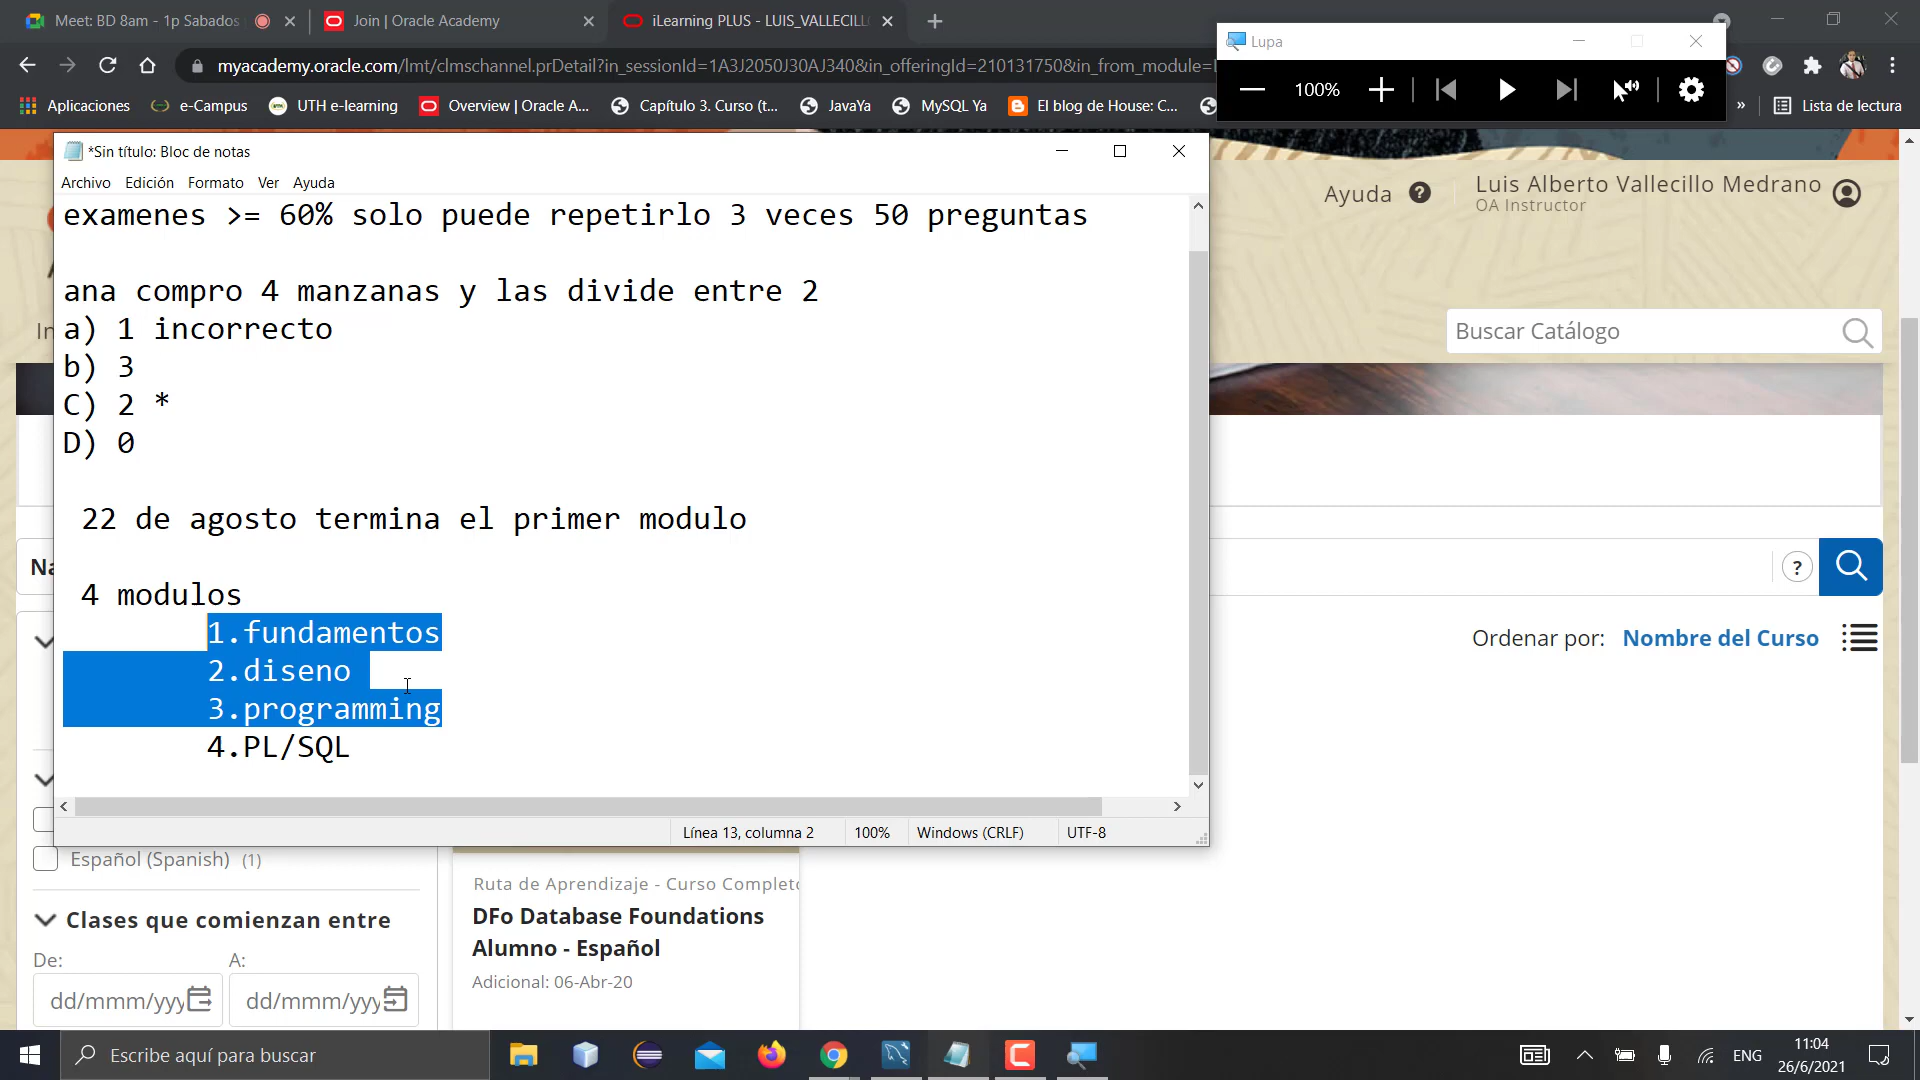 Meet: BD 8am - 1p Sabados
Join | Oracle Academy
iLearning PLUS - LUIS_VALLECILL
myacademy.oracle.com/lmt/clmschannel.prDetail?in_sessionId=1A3J2050J30AJ340&in_offeringId=210131750&in_from_module=
Aplicaciones
e-Campus
UTH e-learning
Overview | Oracle A...
Capítulo 3. Curso (t...
JavaYa
MySQL Ya
El blog de House: C...
»
Lista de lectura
Lupa
100%
*Sin título: Bloc de notas
Archivo Edición Formato Ver Ayuda
examenes >= 60% solo puede repetirlo 3 veces 50 preguntas
ana compro 4 manzanas y las divide entre 2
a) 1 incorrecto
b) 3
C) 2 *
D) 0
22 de agosto termina el primer modulo
4 modulos
1.fundamentos
2.diseno
3.programming
4.PL/SQL
Línea 13, columna 2
100%
Windows (CRLF)
UTF-8
Ayuda ?
Luis Alberto Vallecillo Medrano
OA Instructor
Buscar Catálogo
?
Ordenar por: Nombre del Curso
Español (Spanish) (1)
Clases que comienzan entre
De:
A:
dd/mmm/yyy
dd/mmm/yyy
Ruta de Aprendizaje - Curso Completo
DFo Database Foundations
Alumno - Español
Adicional: 06-Abr-20
Escribe aquí para buscar
ENG
11:04
26/6/2021